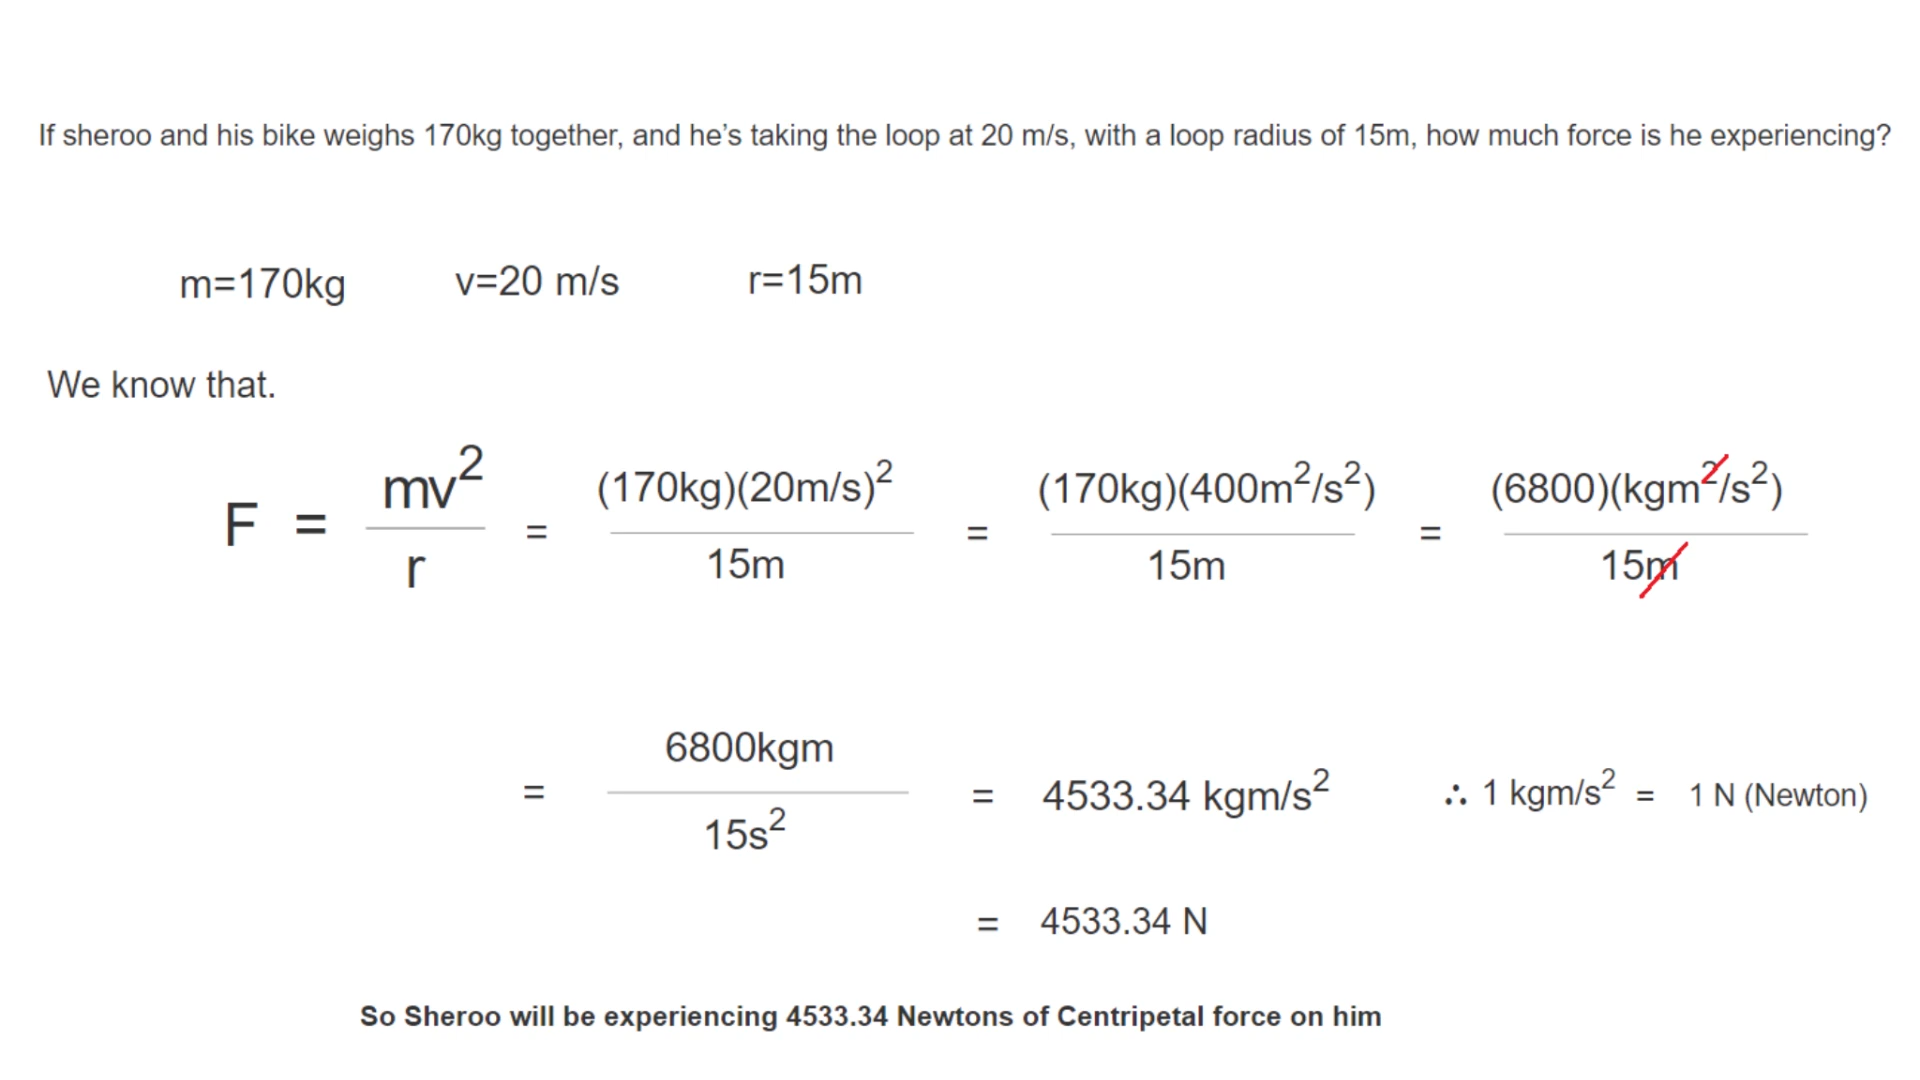 If sheroo and his bike weighs 170kg together, and he's taking the loop at 20 m/s, with a loop radius of 15m, how much force is he experiencing?
m=170kg v=20 m/s r=15m
We know that.
F = mv²/r = (170kg)(20m/s)²/15m = (170kg)(400m²/s²)/15m = (6800)(kgm²/s²)/15m
= 6800kgm/15s² = 4533.34 kgm/s² ∴ 1 kgm/s² = 1 N (Newton)
= 4533.34 N
So Sheroo will be experiencing 4533.34 Newtons of Centripetal force on him